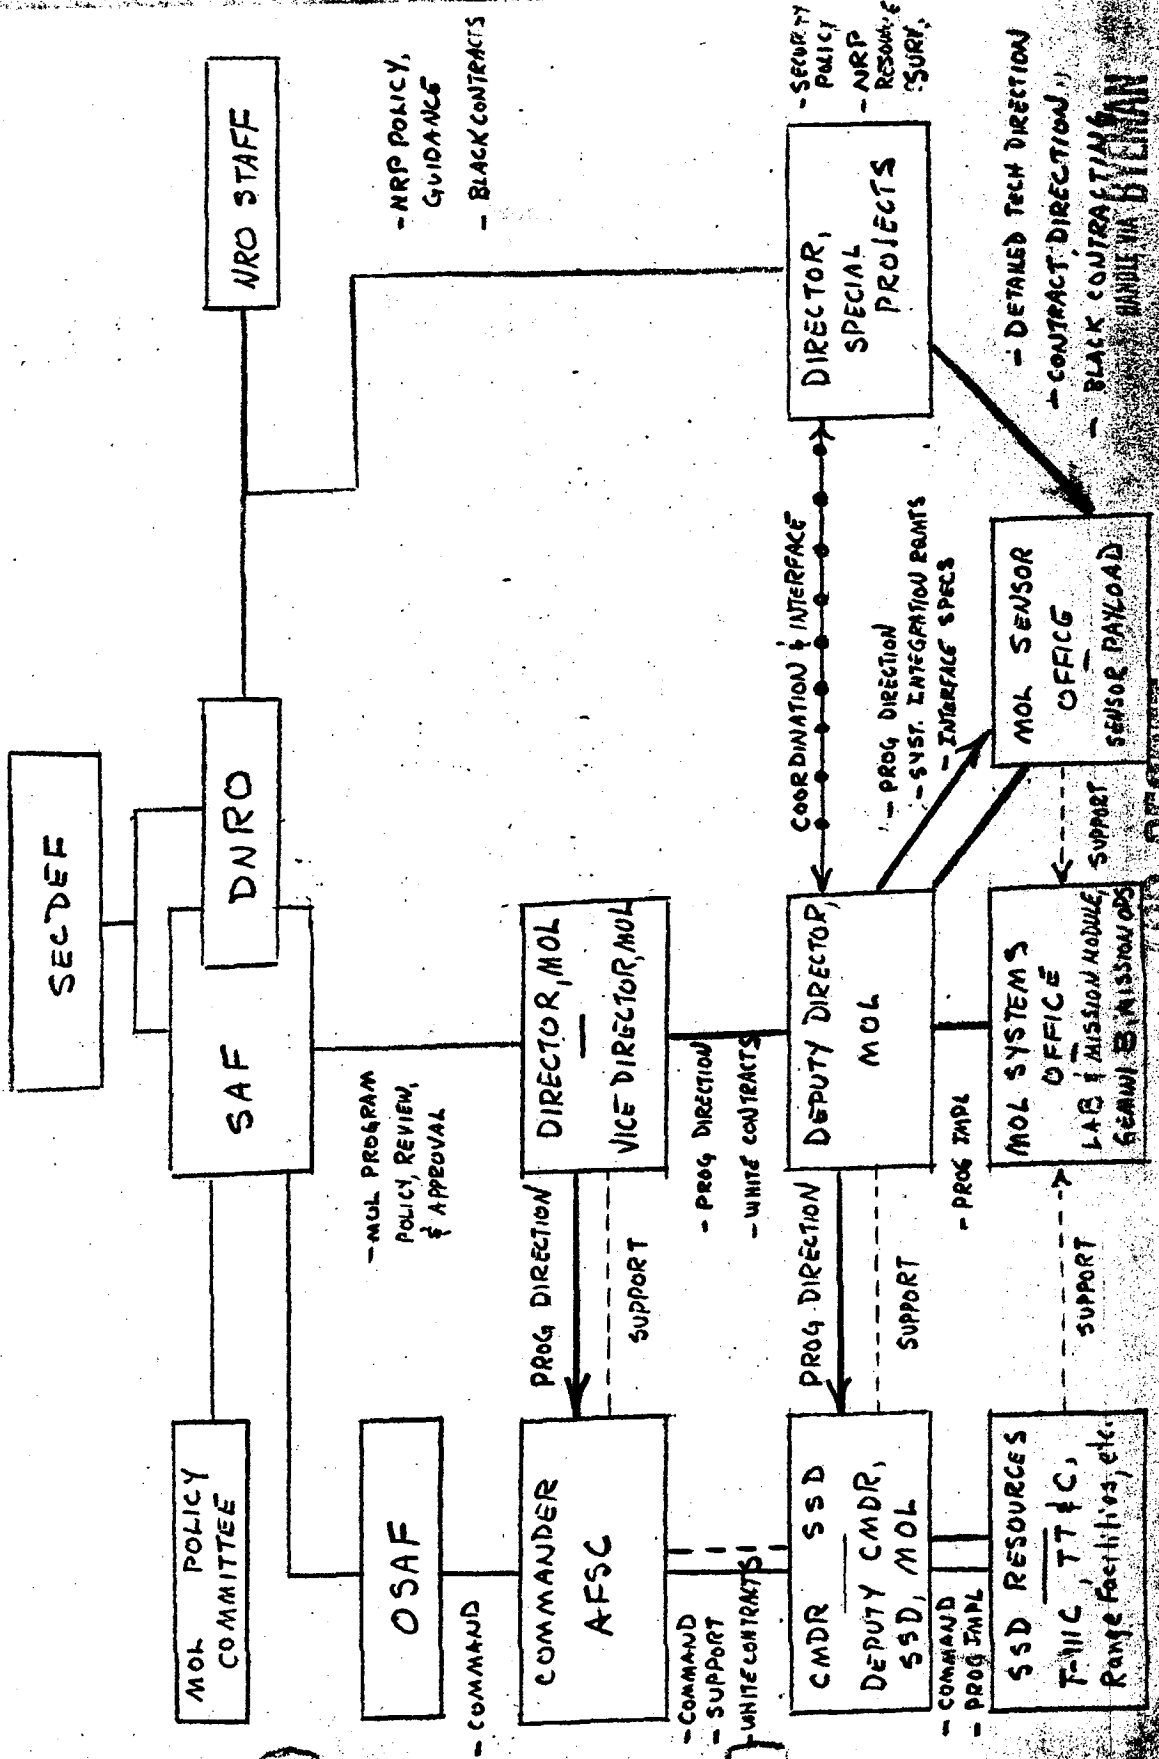 SECDEF
SAF
DNRO
NRO STAFF
MOL POLICY
COMMITTEE
- MOL PROGRAM
POLICY, REVIEW,
& APPROVAL
- NRP POLICY,
GUIDANCE
- BLACK CONTRACTS
OSAF
- COMMAND
COMMANDER
AFSC
PROG DIRECTION
SUPPORT
DIRECTOR, MOL
VICE DIRECTOR, MOL
- COMMAND
- SUPPORT
- WHITE CONTRACTS
- PROG DIRECTION
- WHITE CONTRACTS
COORDINATION & INTERFACE
- SECURITY
POLICY
- NRP
RESOURCE
SURV.
CMDR SSD
DEPUTY CMDR,
SSD, MOL
PROG DIRECTION
SUPPORT
DEPUTY DIRECTOR,
MOL
DIRECTOR,
SPECIAL
PROJECTS
- COMMAND
- PROG IMPL
- PROG IMPL
- PROG DIRECTION
- SYST. INTEGRATION RQMTS
- INTERFACE SPECS
- DETAILED TECH DIRECTION
- CONTRACT DIRECTION
- BLACK CONTRACTING
SSD RESOURCES
T-IIIC, TT & C,
Range Facilities, etc.
SUPPORT
MOL SYSTEMS
OFFICE
LAB & MISSION MODULE,
GEMINI B, MISSION OPS
SUPPORT
MOL SENSOR
OFFICE
SENSOR PAYLOAD
HANDLE VIA BYEMAN